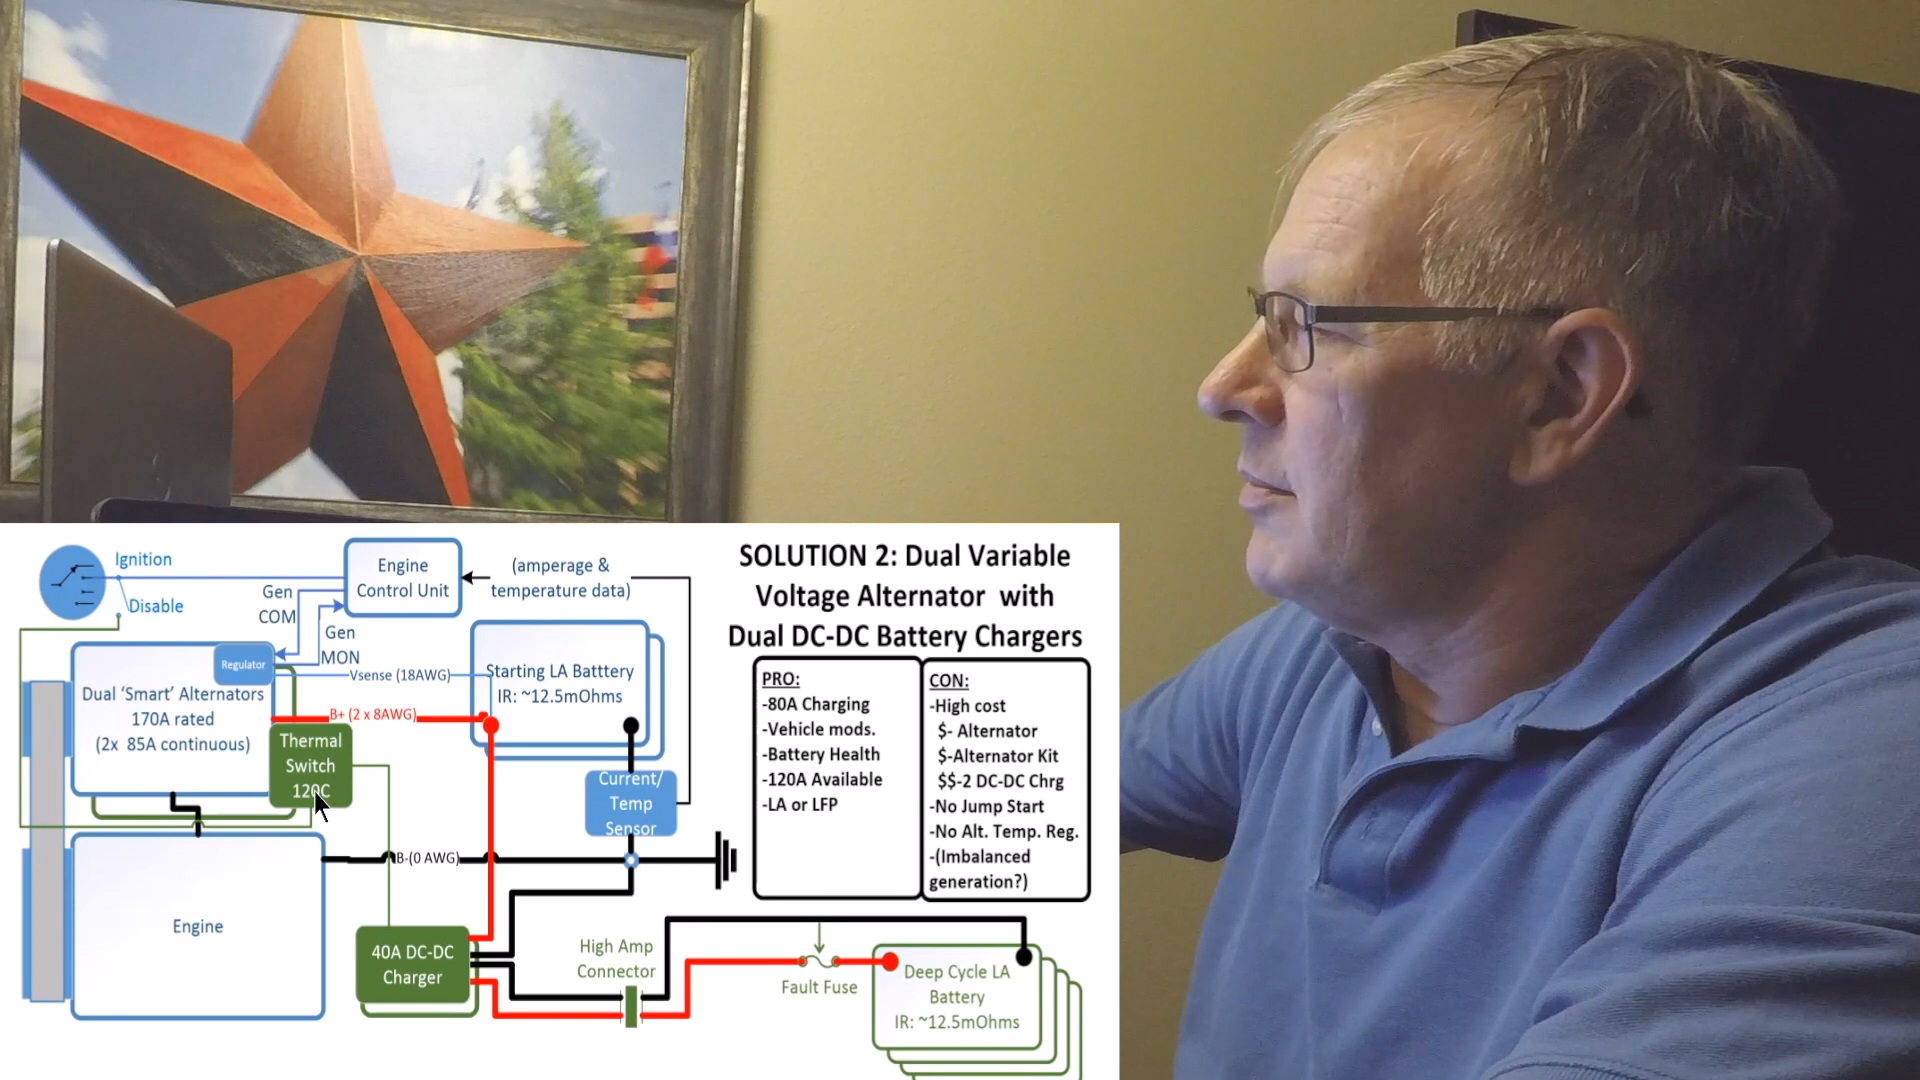 SOLUTION 2: Dual Variable
Voltage Alternator with
Dual DC-DC Battery Chargers
Ignition
Disable
Engine
Control Unit
(amperage &
temperature data)
Gen
COM
Gen
MON
Regulator
Vsense (18AWG)
Dual ‘Smart’ Alternators
170A rated
(2x 85A continuous)
B+ (2 x 8AWG)
Starting LA Batttery
IR: ~12.5mOhms
Thermal
Switch
120C
Current/
Temp
Sensor
B-(0 AWG)
Engine
40A DC-DC
Charger
High Amp
Connector
Fault Fuse
Deep Cycle LA
Battery
IR: ~12.5mOhms
PRO:
-80A Charging
-Vehicle mods.
-Battery Health
-120A Available
-LA or LFP
CON:
-High cost
$- Alternator
$-Alternator Kit
$$-2 DC-DC Chrg
-No Jump Start
-No Alt. Temp. Reg.
-(Imbalanced
generation?)